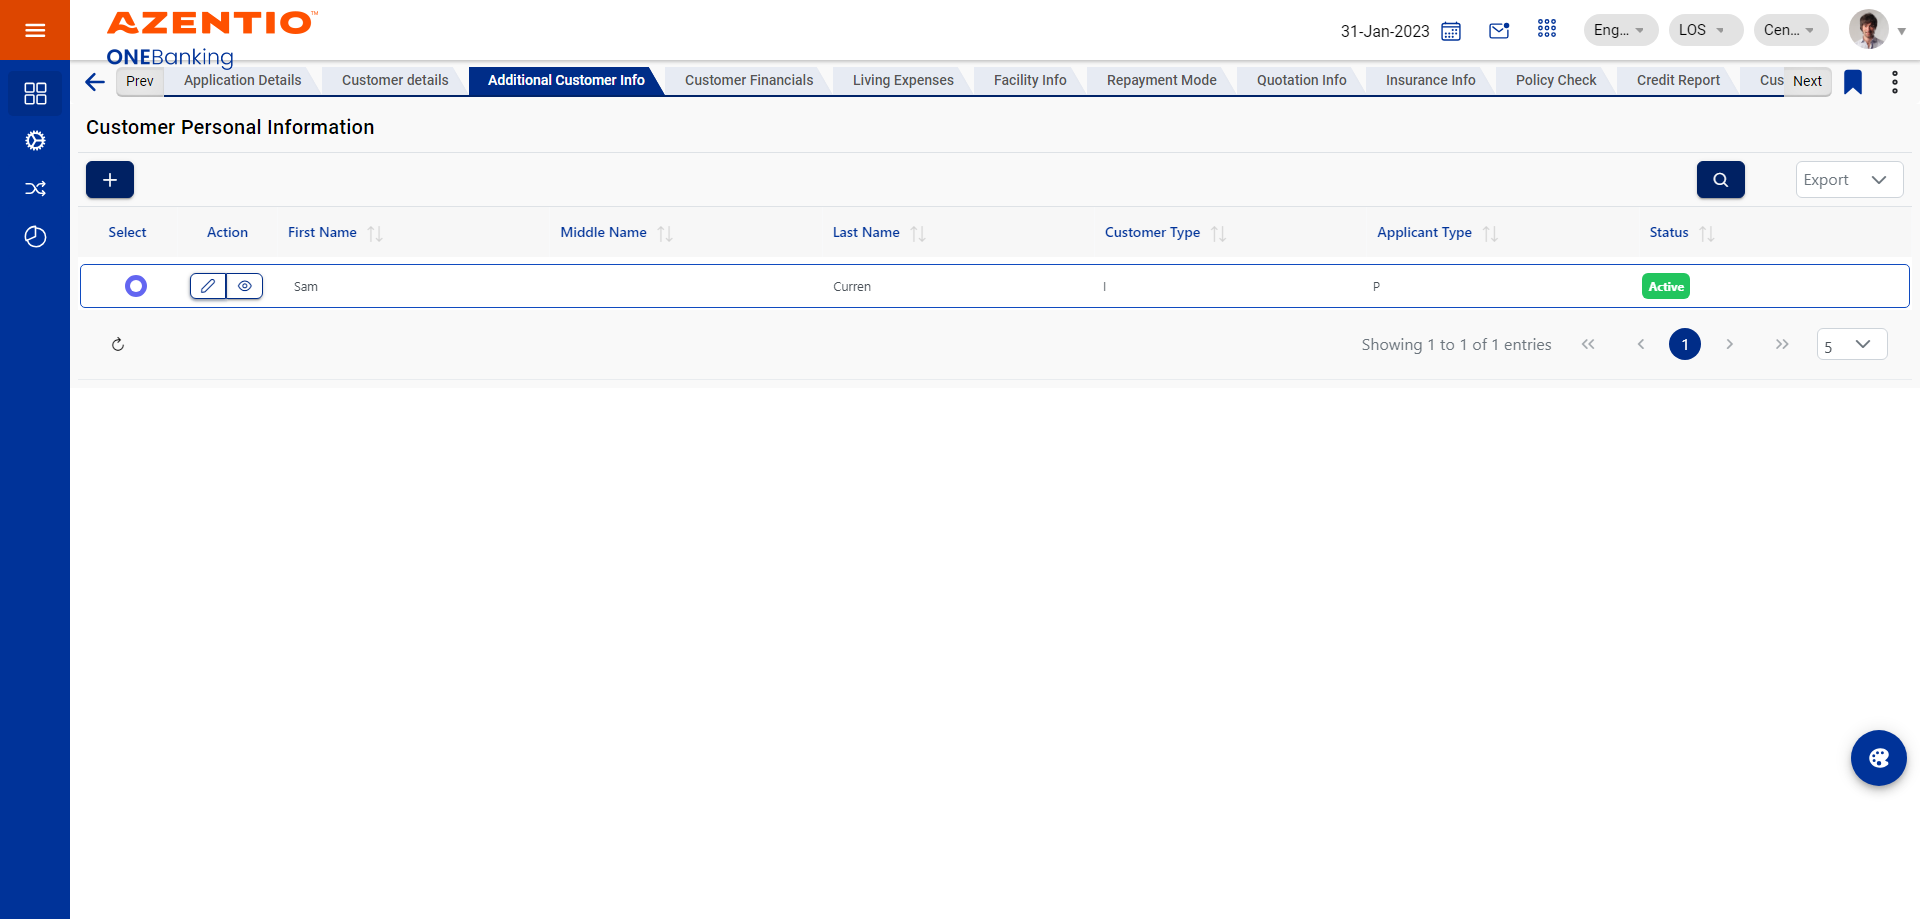 AZENTIO™
ONEBanking
31-Jan-2023
Eng...
LOS
Cen...
Prev
Application Details
Customer details
Additional Customer Info
Customer Financials
Living Expenses
Facility Info
Repayment Mode
Quotation Info
Insurance Info
Policy Check
Credit Report
Cus
Next
Customer Personal Information
Export
Select
Action
First Name
Middle Name
Last Name
Customer Type
Applicant Type
Status
Sam
Curren
I
P
Active
Showing 1 to 1 of 1 entries
1
5